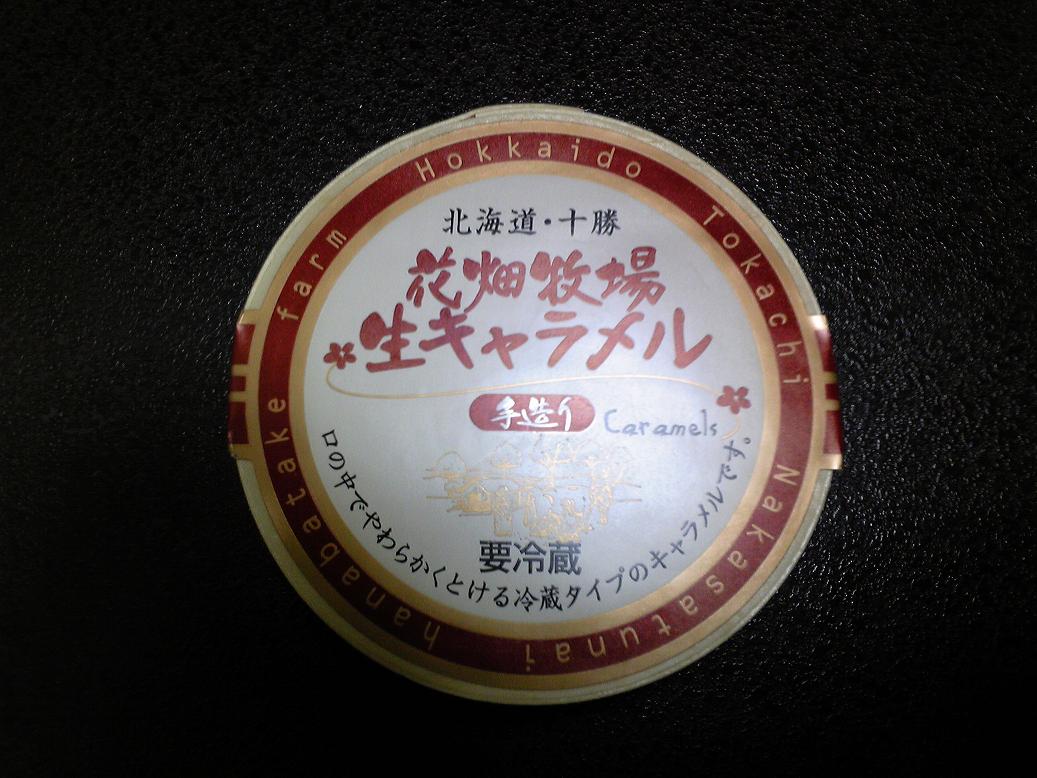 Hokkaido Tokachi Nakasatunai hanabatake farm
北海道・十勝
花畑牧場
生キャラメル
手造り
Caramels
要冷蔵
口の中でやわらかくとける冷蔵タイプのキャラメルです。